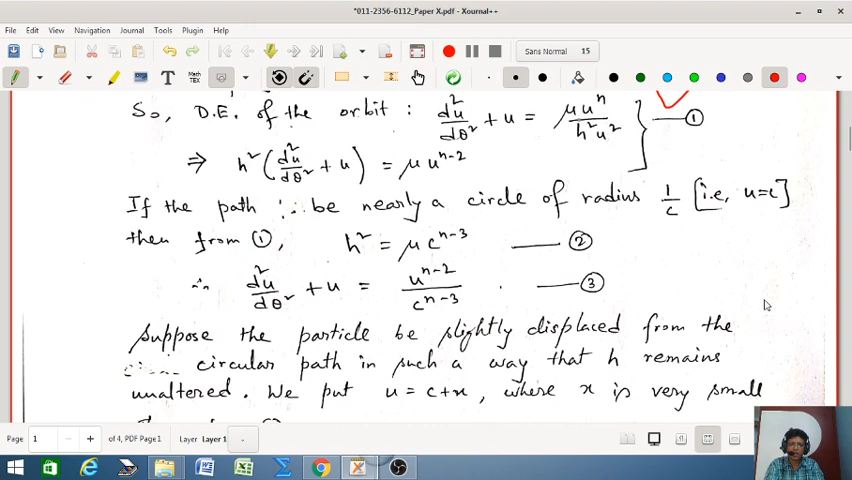 *011-2356-6112_Paper X.pdf - Xournal++
File Edit View Navigation Journal Tools Plugin Help
Sans Normal 15
So, D.E. of the orbit : d²u/dθ² + u = μuⁿ/h²u² } — ①
⇒ h²(d²u/dθ² + u) = μuⁿ⁻²
If the path be nearly a circle of radius 1/c [i.e, u=c]
then from ①, h² = μcⁿ⁻³ — ②
∴ d²u/dθ² + u = uⁿ⁻²/cⁿ⁻³ . — ③
Suppose the particle be slightly displaced from the
circular path in such a way that h remains
unaltered. We put u = c+x, where x is very small
Page 1 of 4, PDF Page1 Layer Layer 1